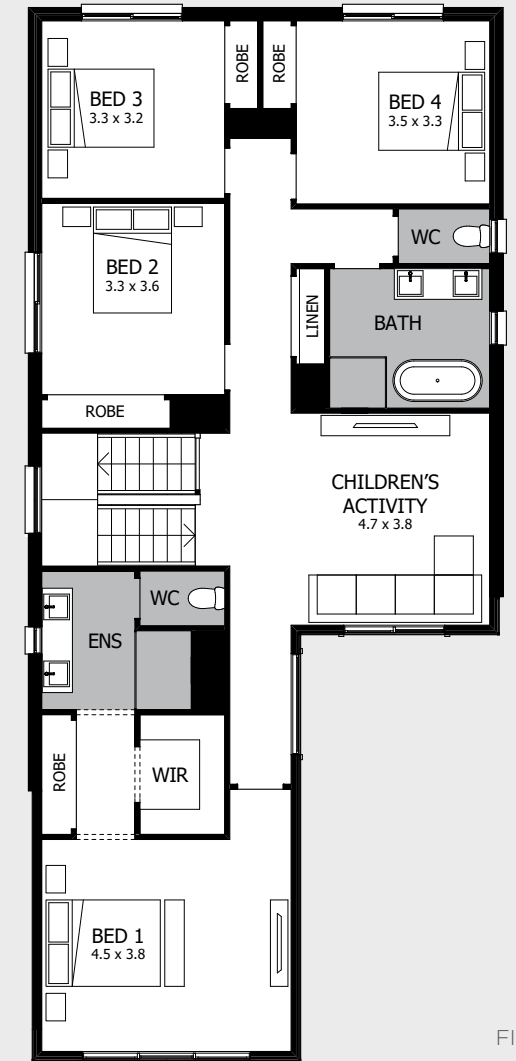 BED 3
3.3 x 3.2
ROBE
ROBE
BED 4
3.5 x 3.3
WC
BED 2
3.3 x 3.6
LINEN
BATH
ROBE
CHILDREN'S
ACTIVITY
4.7 x 3.8
WC
ENS
ROBE
WIR
BED 1
4.5 x 3.8
FI